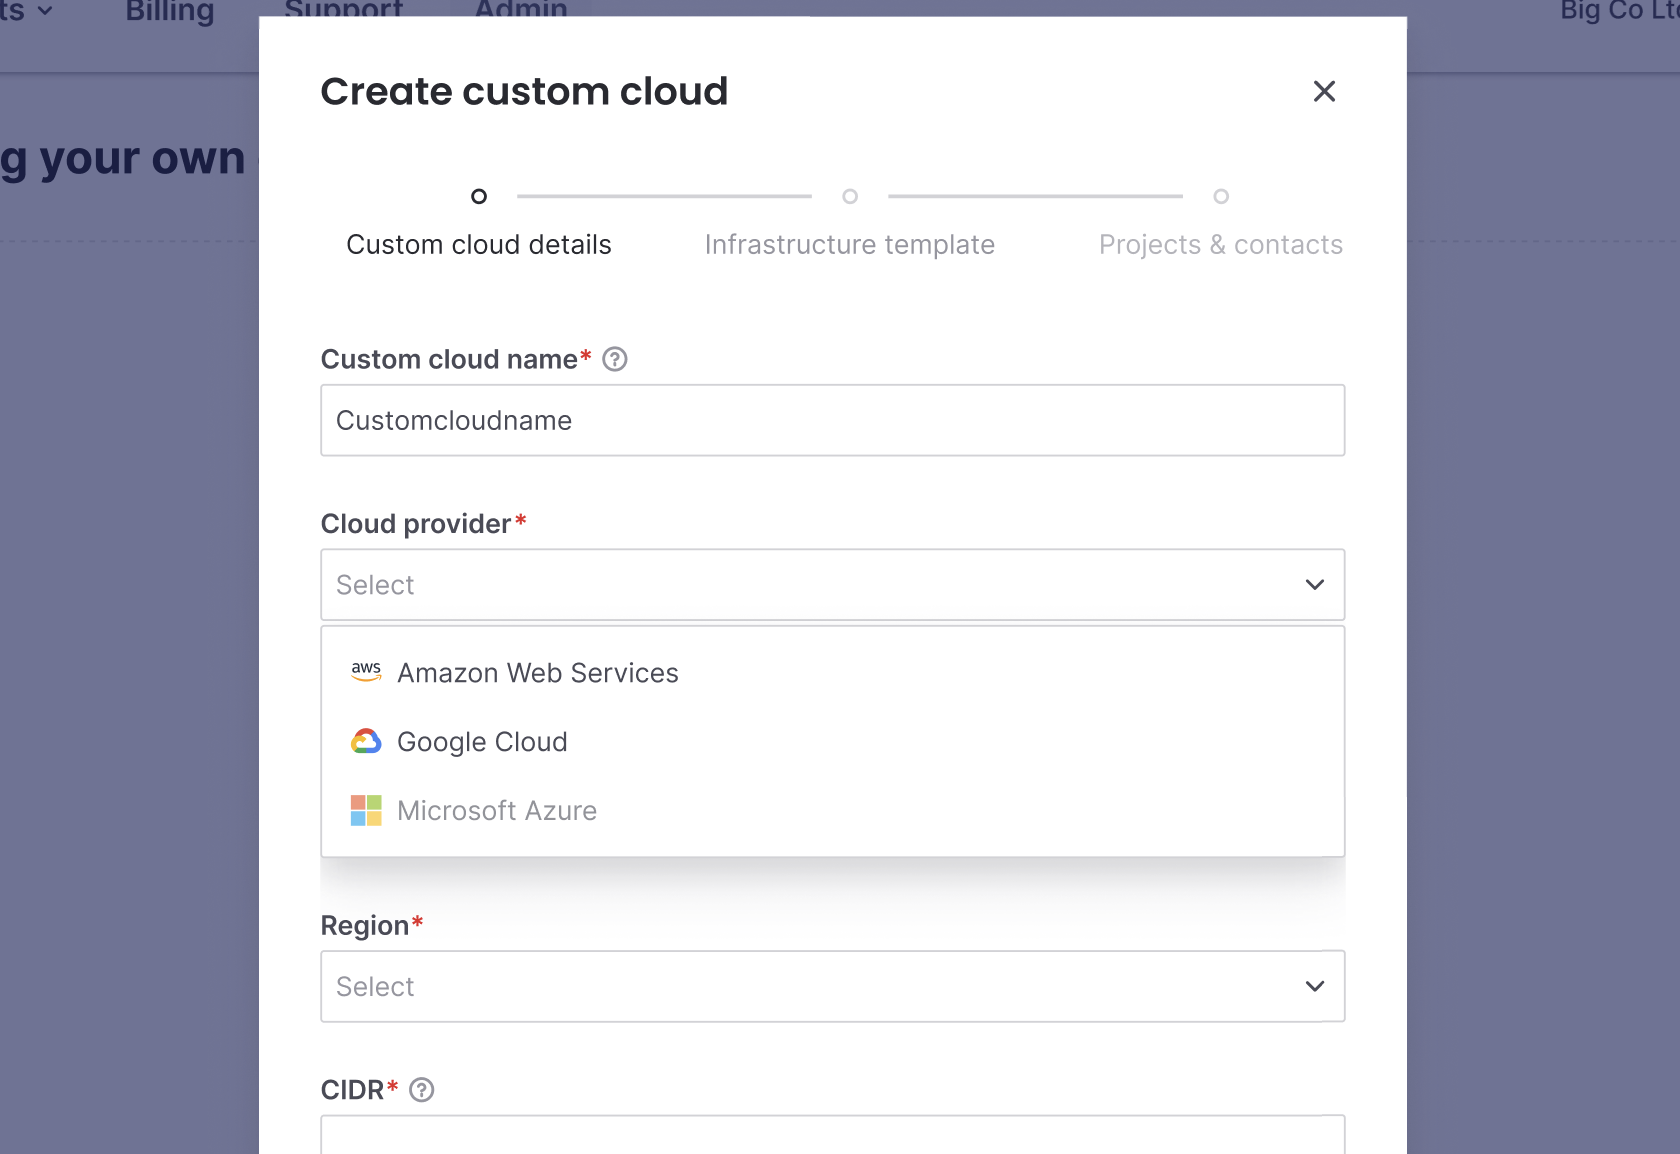 ts Billing Support Admin Big Co Lt
g your own
Create custom cloud
Custom cloud details Infrastructure template Projects & contacts
Custom cloud name*
Customcloudname
Cloud provider*
Select
aws Amazon Web Services
Google Cloud
Microsoft Azure
Region*
Select
CIDR*